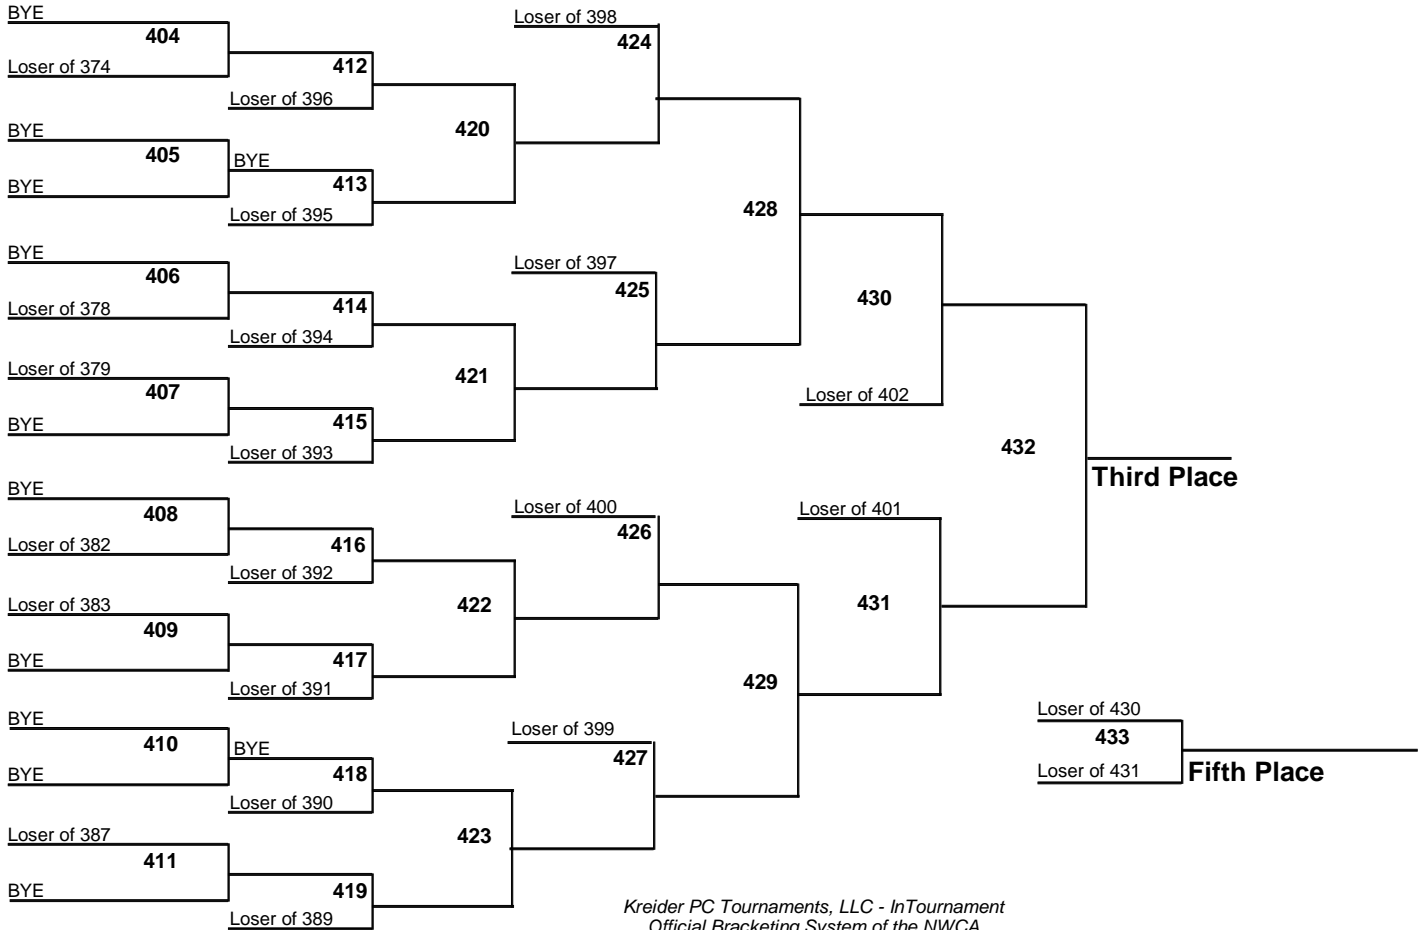 BYE
404
Loser of 374
412
Loser of 396
BYE
405
BYE
BYE
413
Loser of 395
420
Loser of 398
424
BYE
406
Loser of 378
414
Loser of 394
Loser of 379
407
BYE
415
Loser of 393
421
Loser of 397
425
428
430
Loser of 402
BYE
408
Loser of 382
416
Loser of 392
Loser of 383
409
BYE
417
Loser of 391
422
Loser of 400
426
BYE
410
BYE
BYE
418
Loser of 390
Loser of 387
411
BYE
419
Loser of 389
423
Loser of 399
427
429
Loser of 401
431
432
Third Place
Loser of 430
433
Loser of 431
Fifth Place
Kreider PC Tournaments, LLC - InTournament
Official Bracketing System of the NWCA